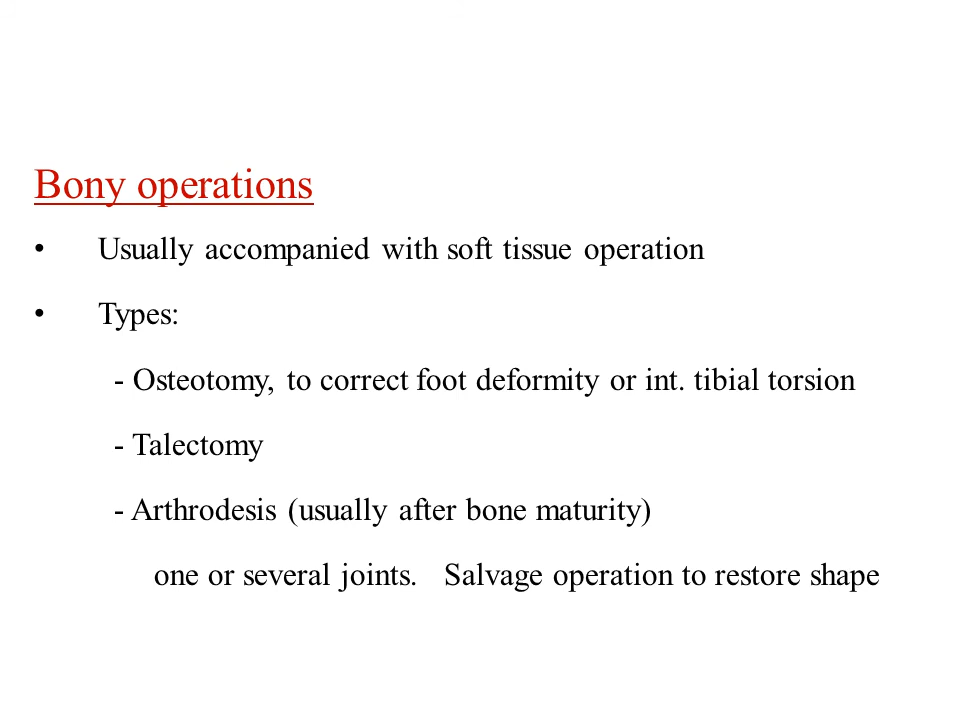 Bony operations
• Usually accompanied with soft tissue operation
• Types:
- Osteotomy, to correct foot deformity or int. tibial torsion
- Talectomy
- Arthrodesis (usually after bone maturity)
one or several joints. Salvage operation to restore shape